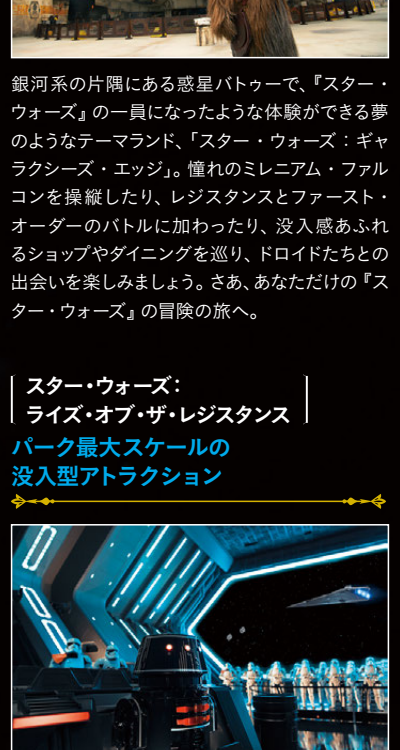 銀河系の片隅にある惑星バトゥーで、『スター・
ウォーズ』の一員になったような体験ができる夢
のようなテーマランド、「スター・ウォーズ：ギャ
ラクシーズ・エッジ」。憧れのミレニアム・ファル
コンを操縦したり、レジスタンスとファースト・
オーダーのバトルに加わったり、没入感あふれ
るショップやダイニングを巡り、ドロイドたちとの
出会いを楽しみましょう。さあ、あなただけの『ス
ター・ウォーズ』の冒険の旅へ。
スター・ウォーズ：
ライズ・オブ・ザ・レジスタンス
パーク最大スケールの
没入型アトラクション